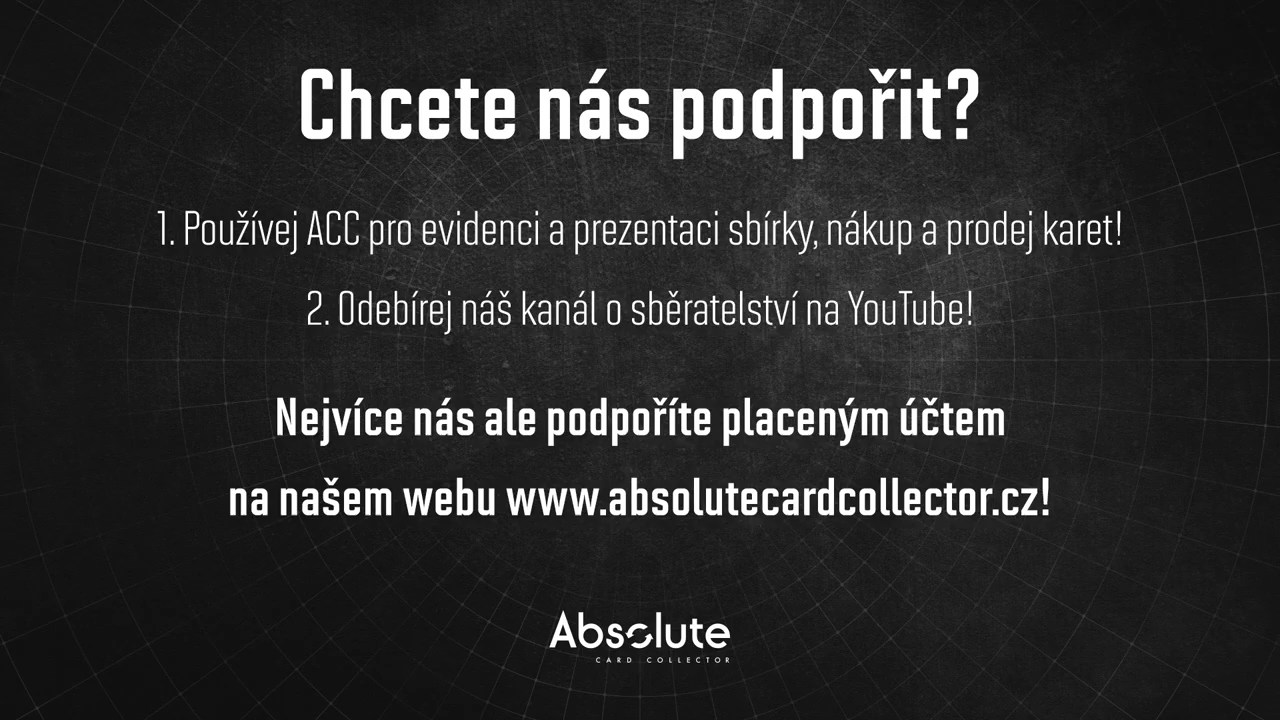 Chcete nás podpořit?
1. Používej ACC pro evidenci a prezentaci sbírky, nákup a prodej karet!
2. Odebírej náš kanál o sběratelství na YouTube!
Nejvíce nás ale podpoříte placeným účtem
na našem webu www.absolutecardcollector.cz!
Absolute
CARD COLLECTOR